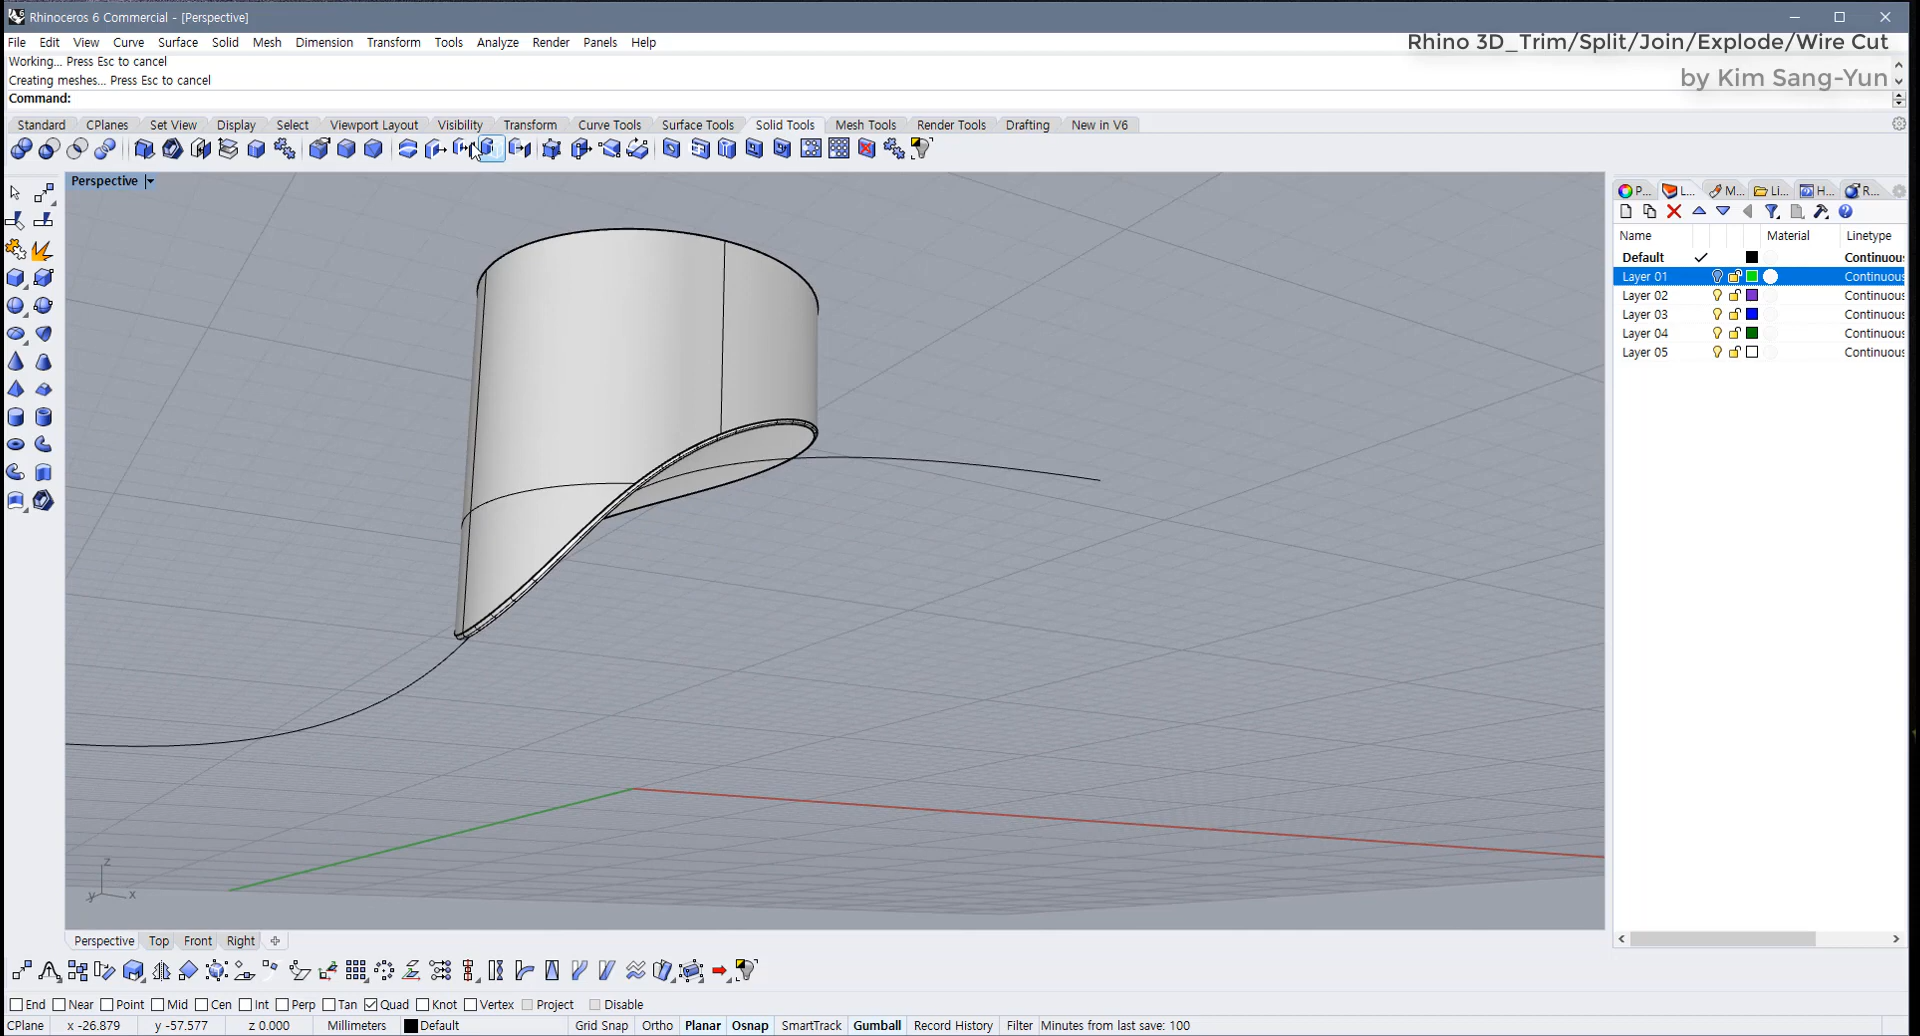 Rhinoceros 6 Commercial - [Perspective]
File Edit View Curve Surface Solid Mesh Dimension Transform Tools Analyze Render Panels Help
Rhino 3D_Trim/Split/Join/Explode/Wire Cut
by Kim Sang-Yun
Working... Press Esc to cancel
Creating meshes... Press Esc to cancel
Command:
Standard CPlanes Set View Display Select Viewport Layout Visibility Transform Curve Tools Surface Tools Solid Tools Mesh Tools Render Tools Drafting New in V6
Perspective
P... L... M... Li... H... R...
Name Material Linetype
Default Continuous
Layer 01 Continuous
Layer 02 Continuous
Layer 03 Continuous
Layer 04 Continuous
Layer 05 Continuous
z
y x
Perspective Top Front Right
End Near Point Mid Cen Int Perp Tan Quad Knot Vertex Project Disable
CPlane x -26.879 y -57.577 z 0.000 Millimeters Default Grid Snap Ortho Planar Osnap SmartTrack Gumball Record History Filter Minutes from last save: 100